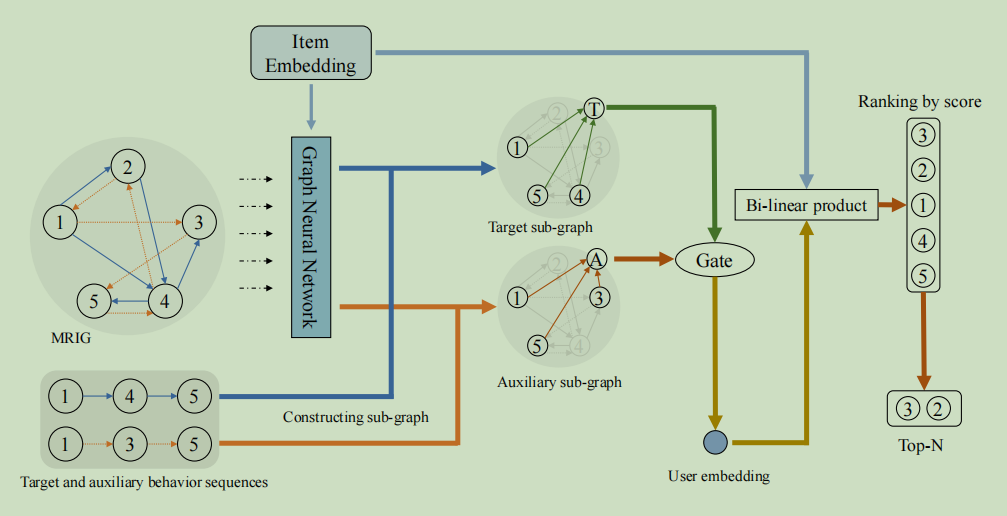 Item
Embedding
Graph Neural Network
2
1
3
5
4
MRIG
1
4
5
1
3
5
Target and auxiliary behavior sequences
Constructing sub-graph
2
T
1
3
5
4
Target sub-graph
2
A
1
3
5
4
Auxiliary sub-graph
Gate
User embedding
Bi-linear product
Ranking by score
3
2
1
4
5
3 2
Top-N